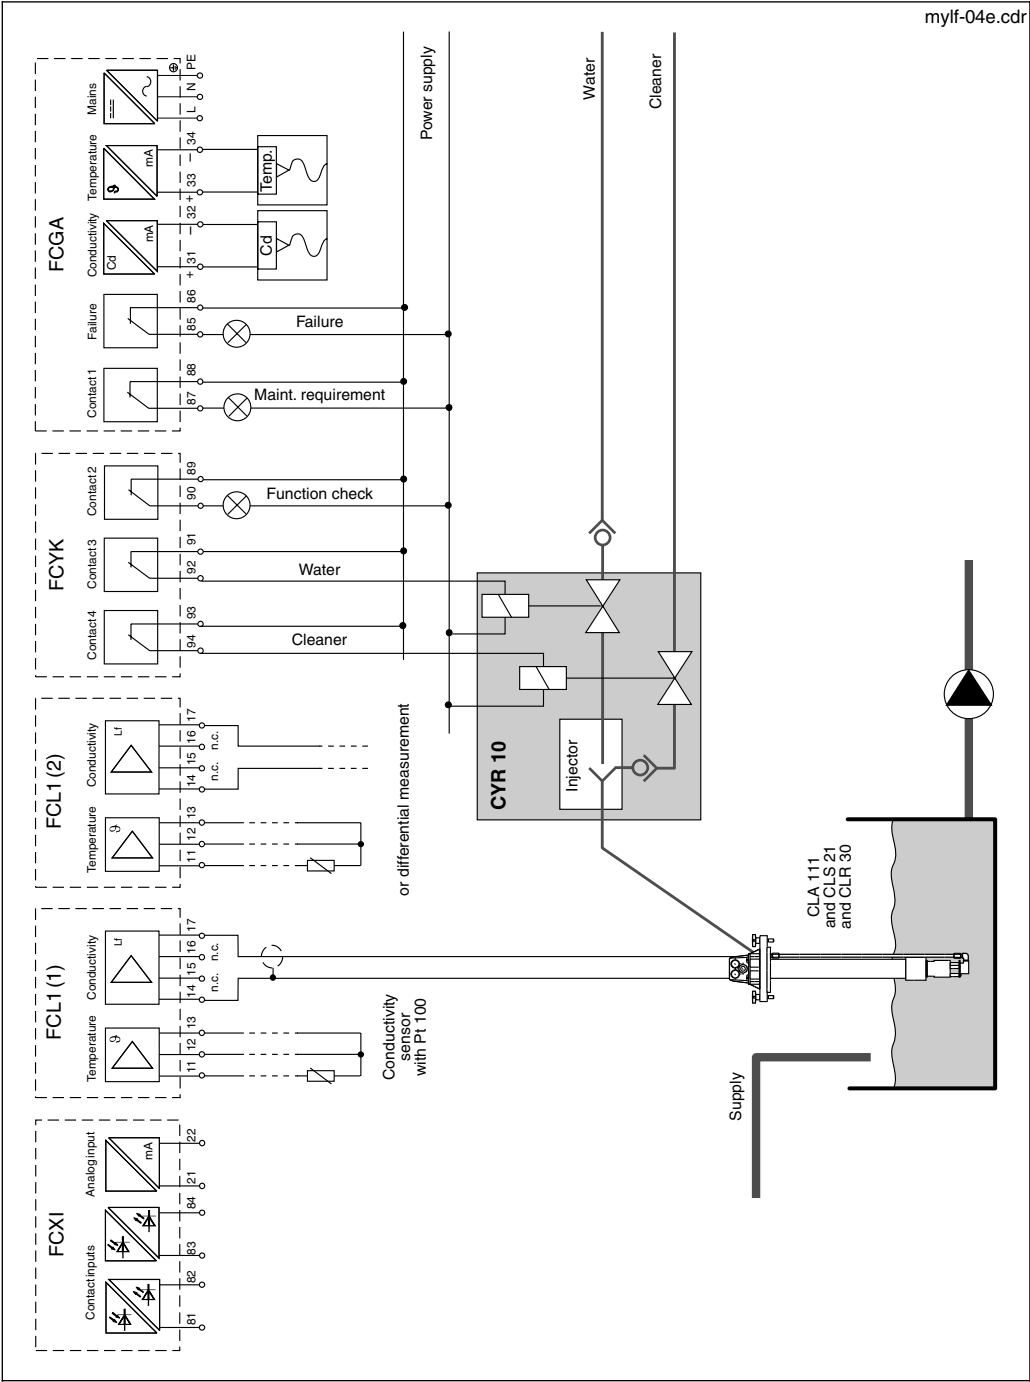 mylf-04e.cdr
FCXI
Contact inputs
Analog input
mA
81
82
83
84
21
22
FCL1 (1)
Temperature
Conductivity
ϑ
Lf
11
12
13
14
15
16
17
n.c.
n.c.
Conductivity
sensor
with Pt 100
FCL1 (2)
Temperature
Conductivity
ϑ
Lf
11
12
13
14
15
16
17
n.c.
n.c.
or differential measurement
FCYK
Contact 4
Contact 3
Contact 2
94
93
92
91
90
89
Cleaner
Water
Function check
FCGA
Contact 1
Failure
Conductivity
Temperature
Mains
Cd
mA
ϑ
mA
87
88
85
86
+ 31
– 32
+ 33
– 34
L
N
PE
Maint. requirement
Failure
Cd
Temp.
Power supply
CYR 10
Injector
Water
Cleaner
Supply
CLA 111
and CLS 21
and CLR 30